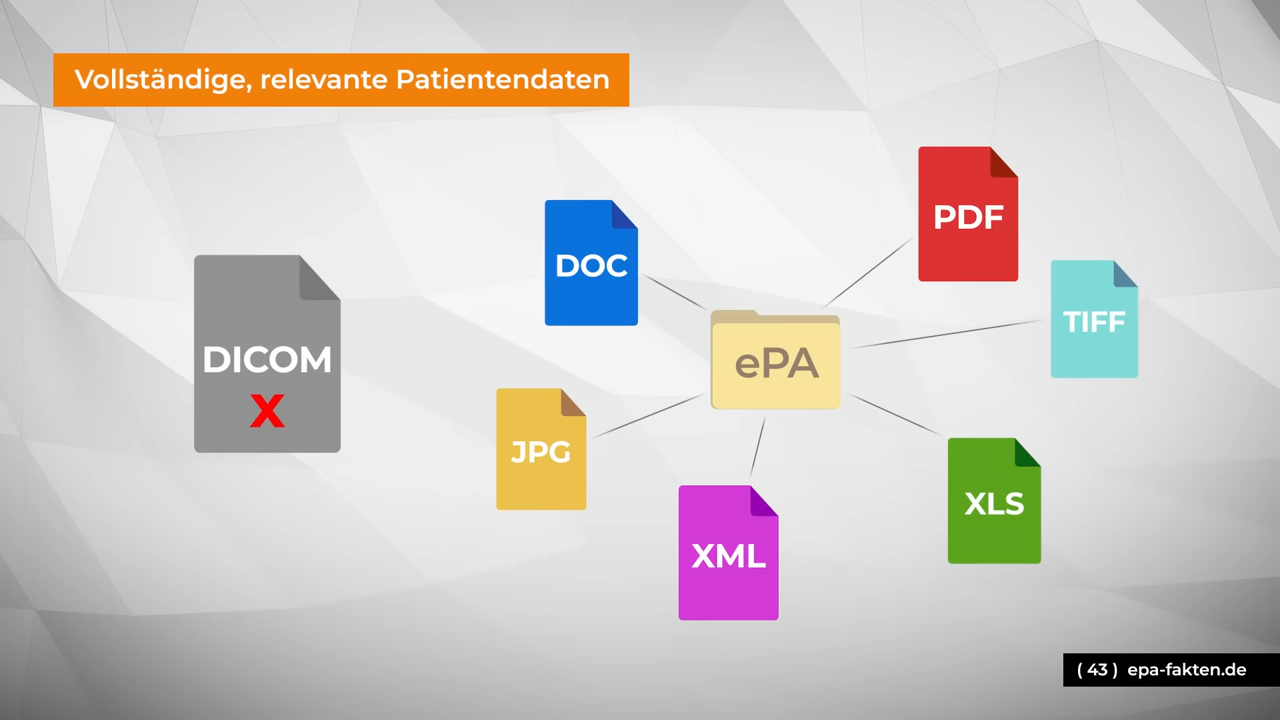 Vollständige, relevante Patientendaten
PDF
DOC
TIFF
DICOM
X
ePA
JPG
XLS
XML
( 43 ) epa-fakten.de